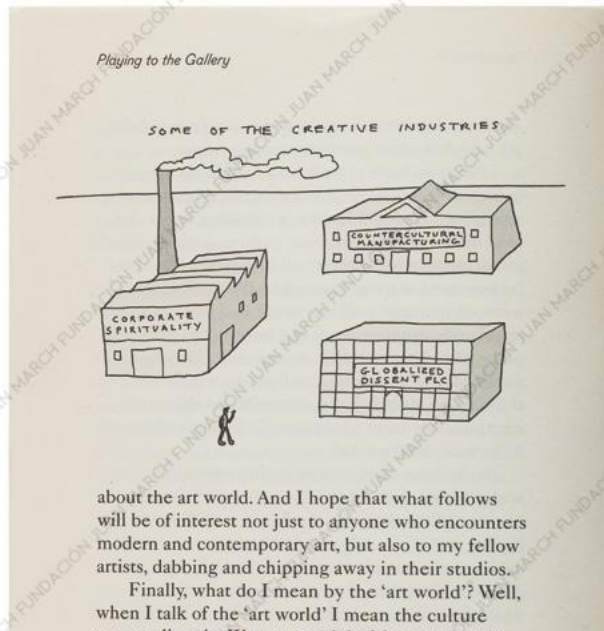 Playing to the Gallery
SOME OF THE CREATIVE INDUSTRIES
COUNTERCULTURAL
MANUFACTURING
CORPORATE
SPIRITUALITY
GLOBALIZED
DISSENT PLC
about the art world. And I hope that what follows
will be of interest not just to anyone who encounters
modern and contemporary art, but also to my fellow
artists, dabbing and chipping away in their studios.
Finally, what do I mean by the ‘art world’? Well,
when I talk of the ‘art world’ I mean the culture
FUNDACIÓN JUAN MARCH